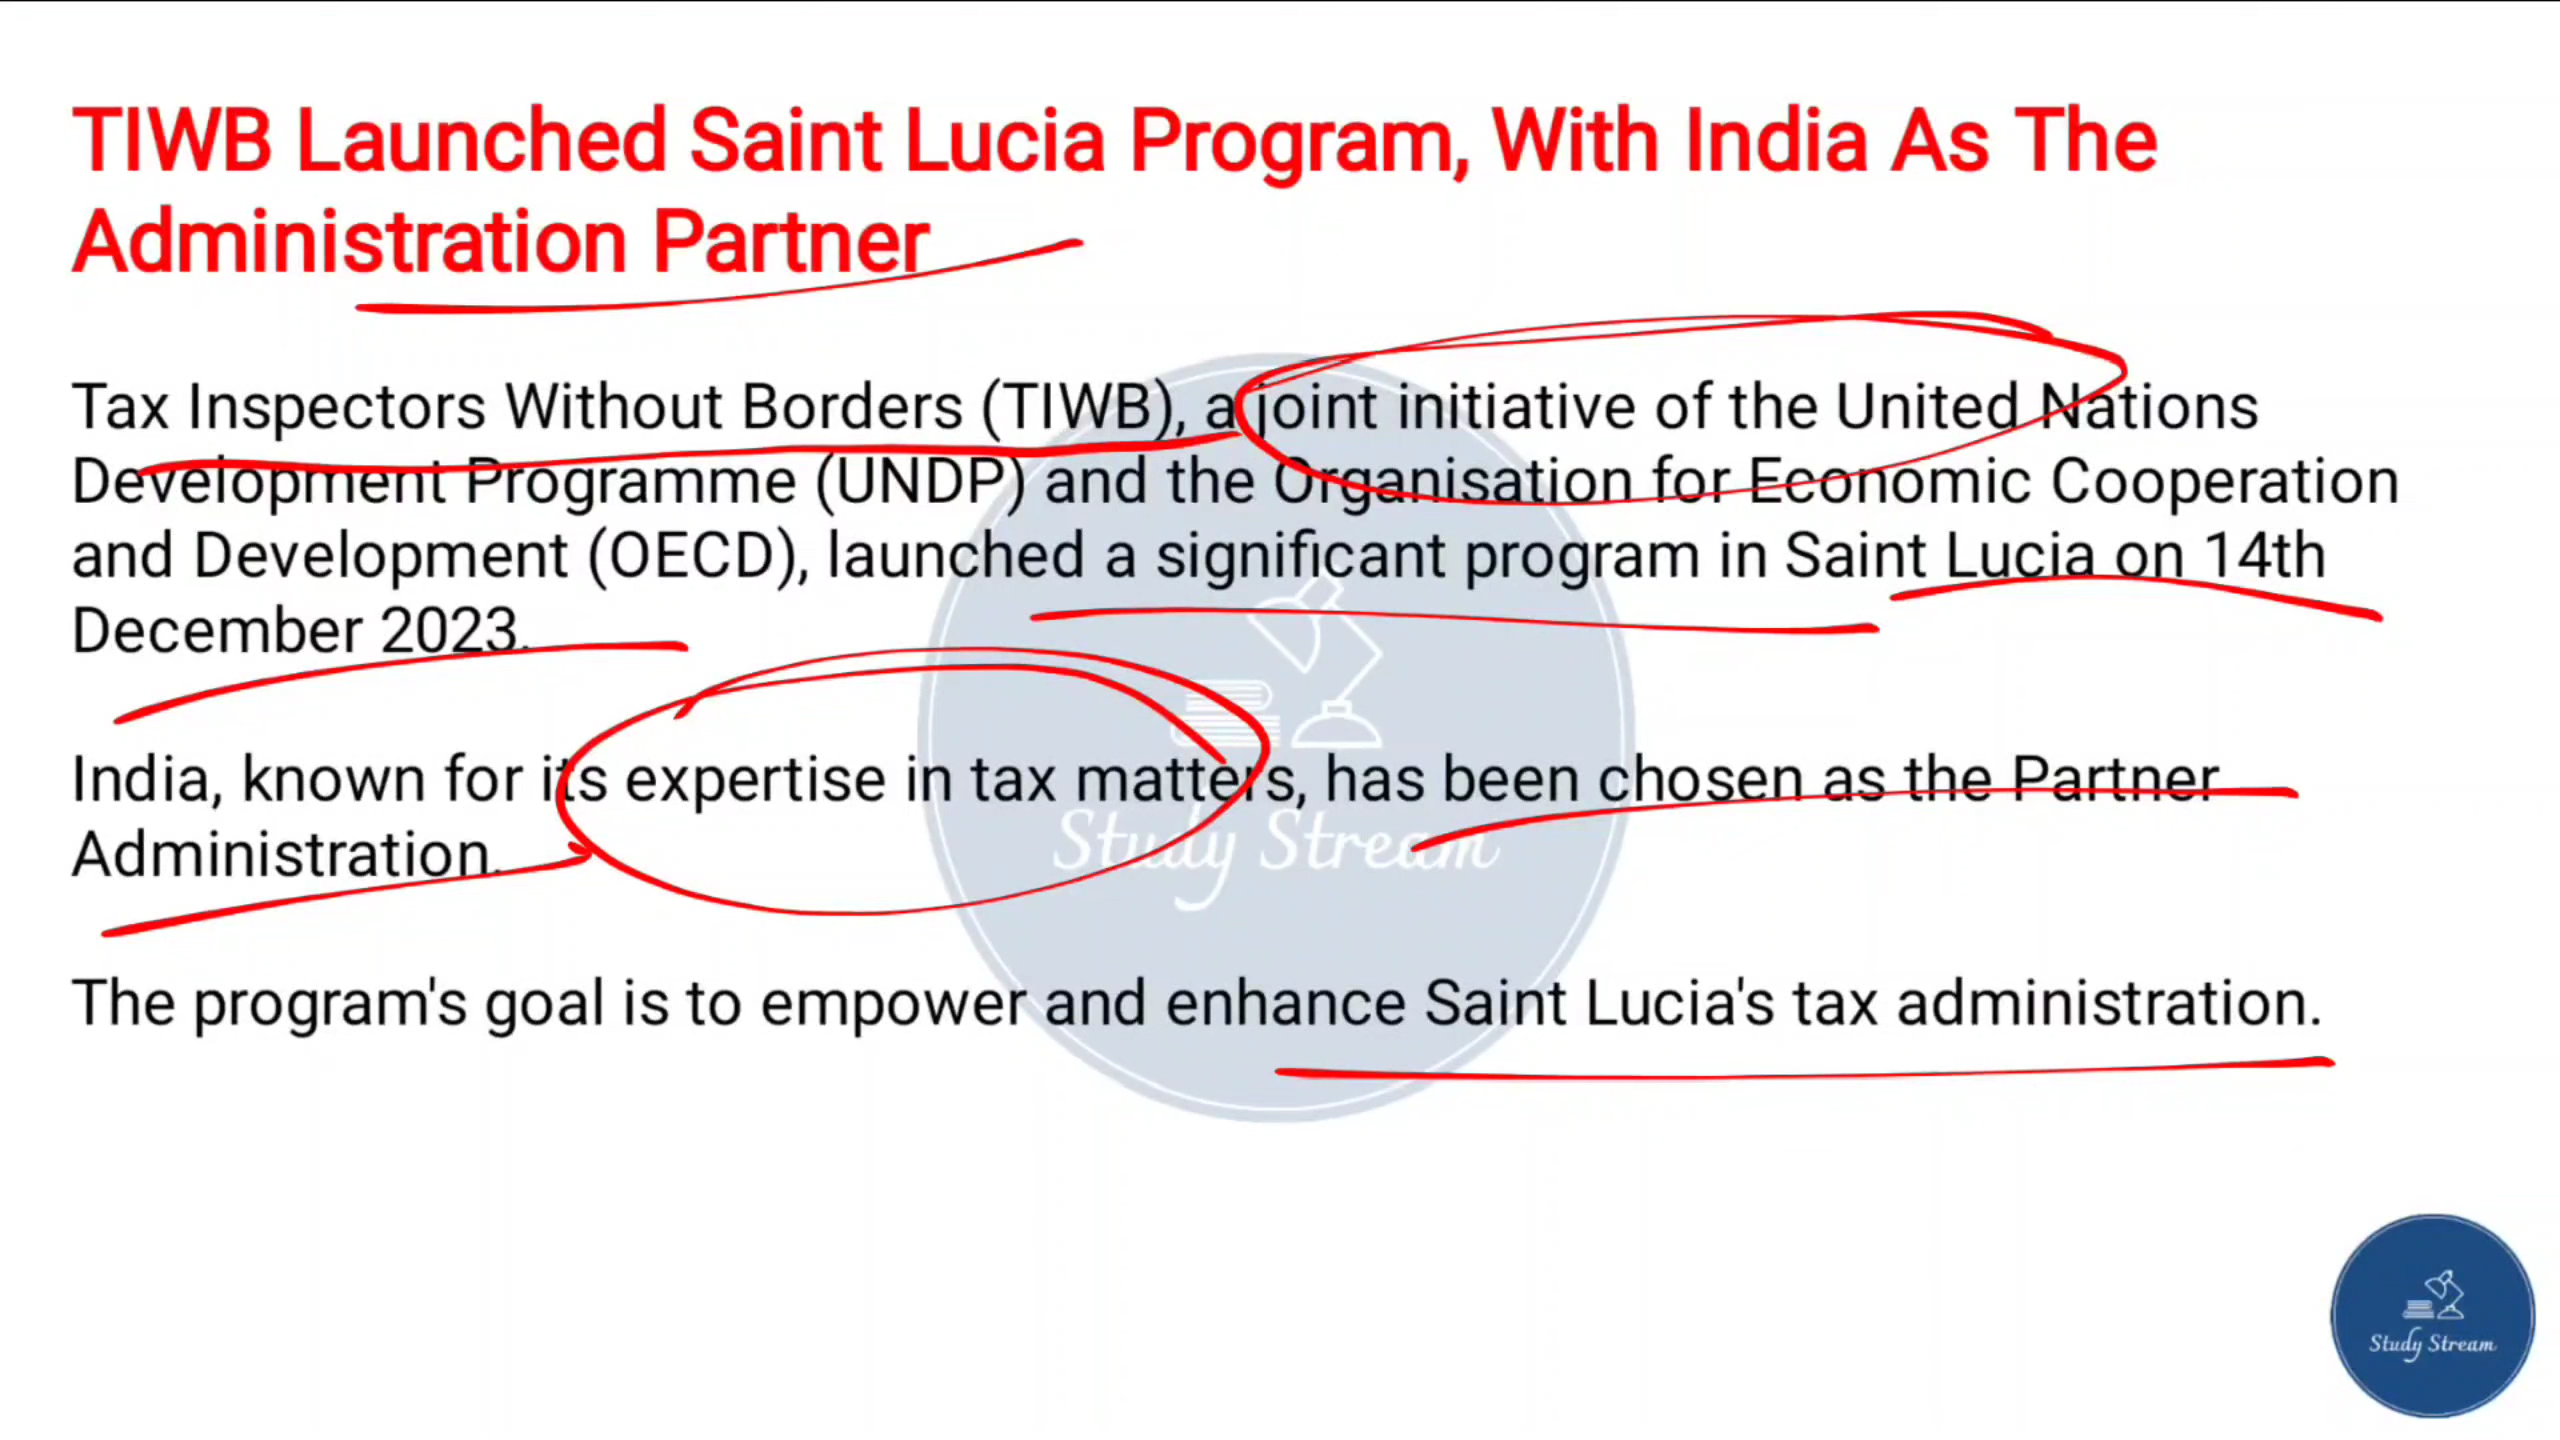 TIWB Launched Saint Lucia Program, With India As The
Administration Partner
Tax Inspectors Without Borders (TIWB), a joint initiative of the United Nations
Development Programme (UNDP) and the Organisation for Economic Cooperation
and Development (OECD), launched a significant program in Saint Lucia on 14th
December 2023.
India, known for its expertise in tax matters, has been chosen as the Partner
Administration.
Study Stream
The program's goal is to empower and enhance Saint Lucia's tax administration.
Study Stream